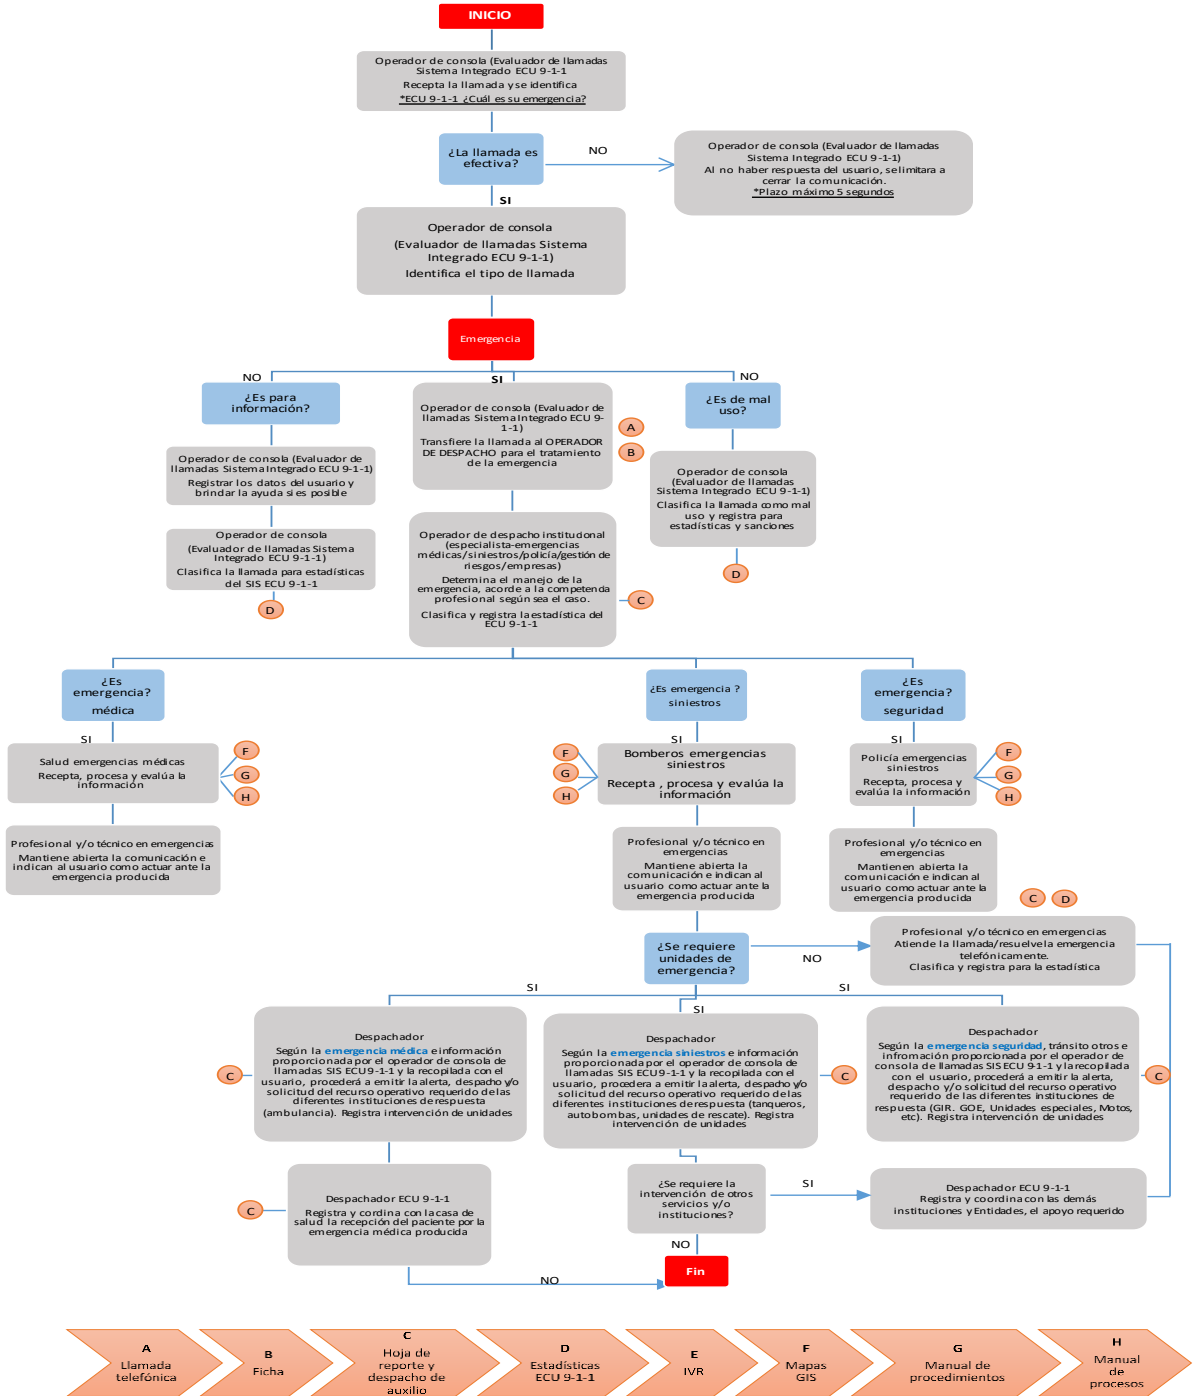 INICIO
Operador de consola (Evaluador de llamadas
Sistema Integrado ECU 9-1-1
Recepta la llamada y se identifica
*ECU 9-1-1 ¿Cuál es su emergencia?
¿La llamada es
efectiva?
NO
Operador de consola (Evaluador de llamadas
Sistema Integrado ECU 9-1-1)
Al no haber respuesta del usuario, se limitara a
cerrar la comunicación.
*Plazo máximo 5 segundos
SI
Operador de consola
(Evaluador de llamadas Sistema
Integrado ECU 9-1-1)
Identifica el tipo de llamada
Emergencia
NO
SI
NO
¿Es para
información?
Operador de consola (Evaluador de
llamadas Sistema Integrado ECU 9-1-1)
Registrar los datos del usuario y
brindar la ayuda si es posible
Operador de consola
(Evaluador de llamadas Sistema
Integrado ECU 9-1-1)
Clasifica la llamada para estadísticas
del SIS ECU 9-1-1
D
Operador de consola (Evaluador de
llamadas Sistema Integrado ECU 9-
1-1)
Transfiere la llamada al OPERADOR
DE DESPACHO para el tratamiento
de la emergencia
A
B
Operador de despacho institudonal
(especialista-emergencias
médicas/siniestros/policía/gestión de
riesgos/empresas)
Determina el manejo de la
emergencia, acorde a la competenda
profesional según sea el caso.
Clasifica y registra la estadística del
ECU 9-1-1
C
¿Es de mal
uso?
Operador de consola
(Evaluador de llamadas
Sistema Integrado ECU 9-1-1)
Clasifica la llamada como mal
uso y registra para
estadísticas y sanciones
D
¿Es
emergencia?
médica
SI
Salud emergencias médicas
Recepta, procesa y evalúa la
información
F
G
H
Profesional y/o técnico en emergencias
Mantiene abierta la comunicación e
indican al usuario como actuar ante la
emergencia producida
¿Es emergencia ?
siniestros
SI
Bomberos emergencias
siniestros
Recepta , procesa y evalúa la
información
F
G
H
Profesional y/o técnico en
emergencias
Mantiene abierta la
comunicación e indican al
usuario como actuar ante la
emergencia producida
¿Es
emergencia?
seguridad
SI
Policía emergencias
siniestros
Recepta, procesa y
evalúa la información
F
G
H
Profesional y/o técnico en
emergencias
Mantienen abierta la
comunicación e indican al
usuario como actuar ante la
emergencia producida
C
D
¿Se requiere
unidades de
emergencia?
NO
Profesional y/o técnico en emergencias
Atiende la llamada/resuelve la emergencia
telefónicamente.
Clasifica y registra para la estadística
SI
SI
SI
Despachador
Según la emergencia médica e información
proporcionada por el operador de consola de
llamadas SIS ECU 9-1-1 y la recopilada con el
usuario, procederá a emitir la alerta, despacho y/o
solicitud del recurso operativo requerido de las
diferentes instituciones de respuesta
(ambulancia). Registra intervención de unidades
C
Despachador
Según la emergencia siniestros e información
proporcionada por el operador de consola de
llamadas SIS ECU 9-1-1 y la recopilada con el
usuario, procedera a emitir la alerta, despacho y/o
solicitud del recurso operativo requerido de las
diferentes instituciones de respuesta (tanqueros,
autobombas, unidades de rescate). Registra
intervención de unidades
C
Despachador
Según la emergencia seguridad, tránsito otros e
infromación proporcionada por el operador de
consola de llamadas SIS ECU 9-1-1 y la recopilada
con el usuario, procederá a emitir la alerta,
despacho y/o solicitud del recurso operativo
requerido de las diferentes instituciones de
respuesta (GIR. GOE, Unidades especiales, Motos,
etc). Registra intervención de unidades
C
Despachador ECU 9-1-1
Registra y cordina con la casa de
salud la recepción del paciente por la
emergencia médica producida
C
¿Se requiere la
intervención de otros
servicios y/o
instituciones?
SI
Despachador ECU 9-1-1
Registra y coordina con las demás
instituciones y Entidades, el apoyo requerido
NO
NO
Fin
A
Llamada
telefónica
B
Ficha
C
Hoja de
reporte y
despacho de
auxilio
D
Estadísticas
ECU 9-1-1
E
IVR
F
Mapas
GIS
G
Manual de
procedimientos
H
Manual
de
procesos